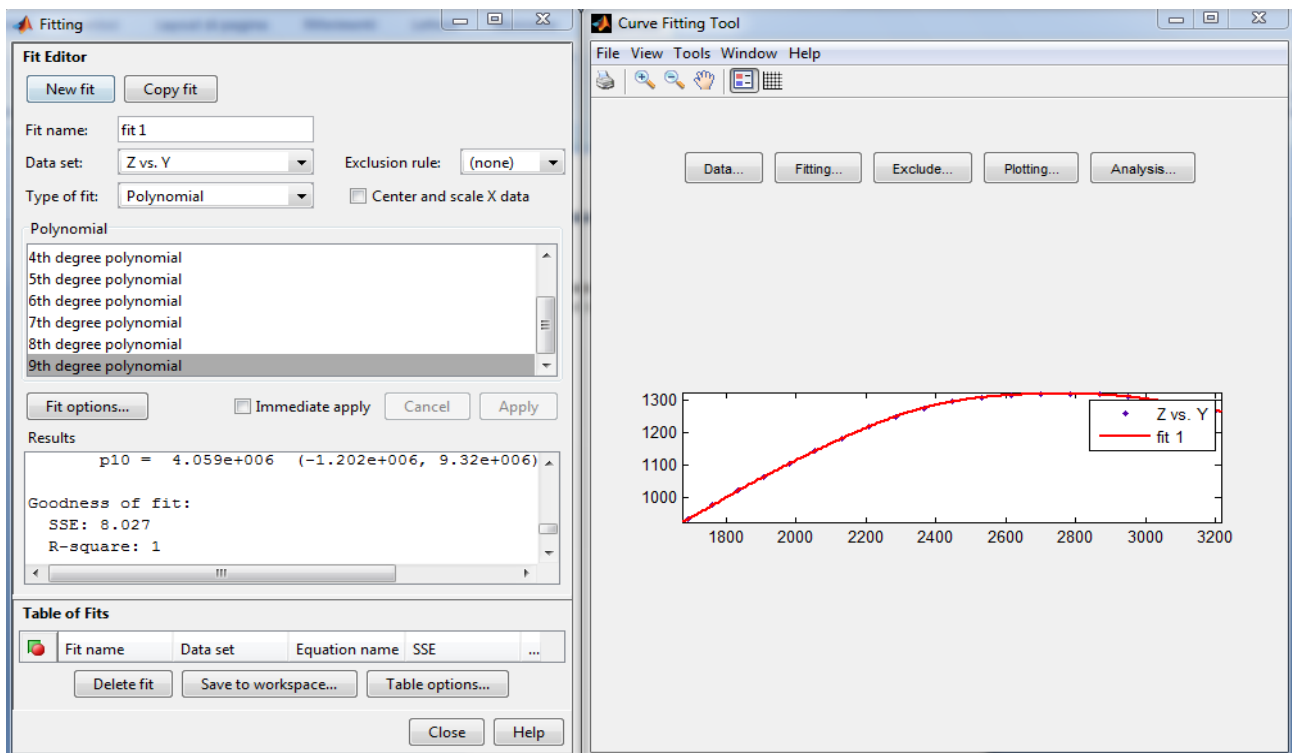 Fitting
Fit Editor
New fit
Copy fit
Fit name:
fit 1
Data set:
Z vs. Y
Exclusion rule:
(none)
Type of fit:
Polynomial
Center and scale X data
Polynomial
4th degree polynomial
5th degree polynomial
6th degree polynomial
7th degree polynomial
8th degree polynomial
9th degree polynomial
Fit options...
Immediate apply
Cancel
Apply
Results
p10 =  4.059e+006  (-1.202e+006, 9.32e+006)
Goodness of fit:
SSE: 8.027
R-square: 1
Table of Fits
Fit name
Data set
Equation name
SSE
...
Delete fit
Save to workspace...
Table options...
Close
Help
Curve Fitting Tool
File View Tools Window Help
Data...
Fitting...
Exclude...
Plotting...
Analysis...
1300
1200
1100
1000
Z vs. Y
fit 1
1800 2000 2200 2400 2600 2800 3000 3200